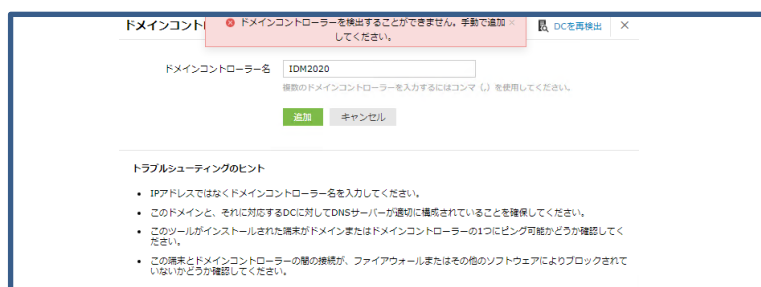 ドメインコント
ドメインコントローラーを検出することができません。手動で追加 ×
してください。
DCを再検出 ×
ドメインコントローラー名 IDM2020
複数のドメインコントローラーを入力するにはコンマ (,) を使用してください。
追加 キャンセル
トラブルシューティングのヒント
• IPアドレスではなくドメインコントローラー名を入力してください。
• このドメインと、それに対応するDCに対してDNSサーバーが適切に構成されていることを確保してください。
• このツールがインストールされた端末がドメインまたはドメインコントローラーの1つにピング可能かどうか確認してく
ださい。
• この端末とドメインコントローラーの間の接続が、ファイアウォールまたはその他のソフトウェアによりブロックされて
いないかどうか確認してください。